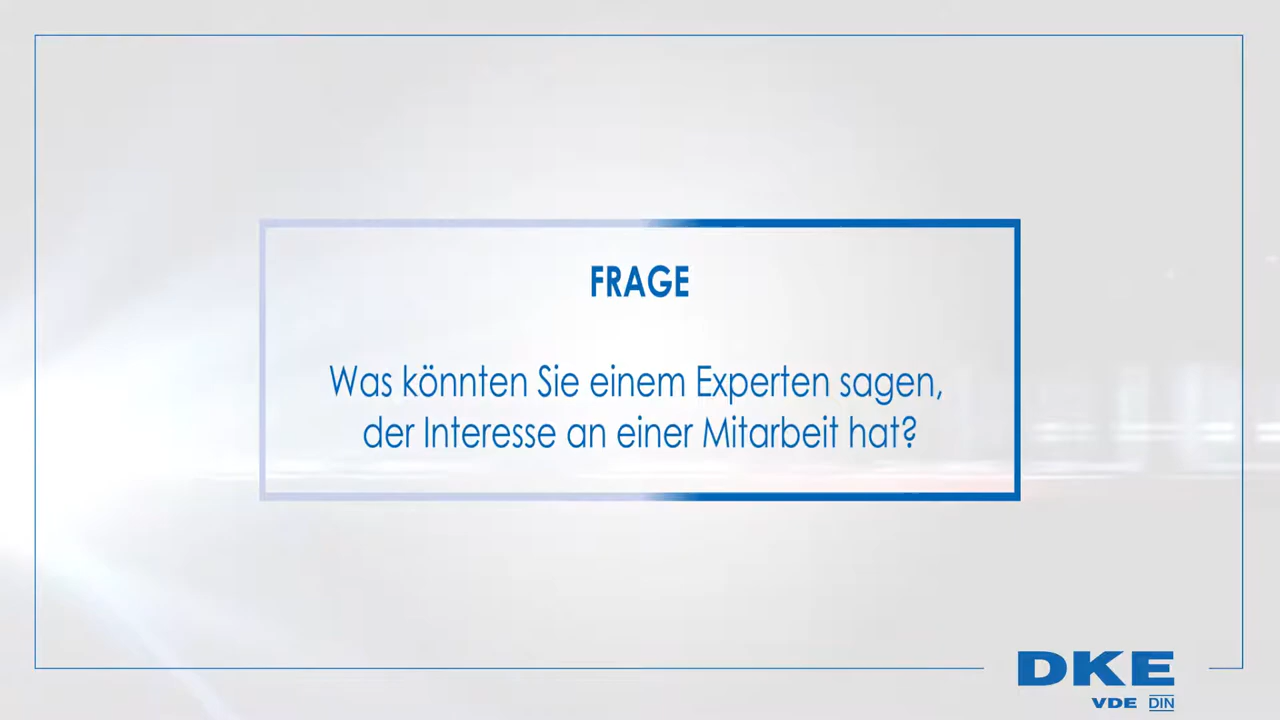 FRAGE
Was könnten Sie einem Experten sagen,
der Interesse an einer Mitarbeit hat?
DKE
VDE DIN